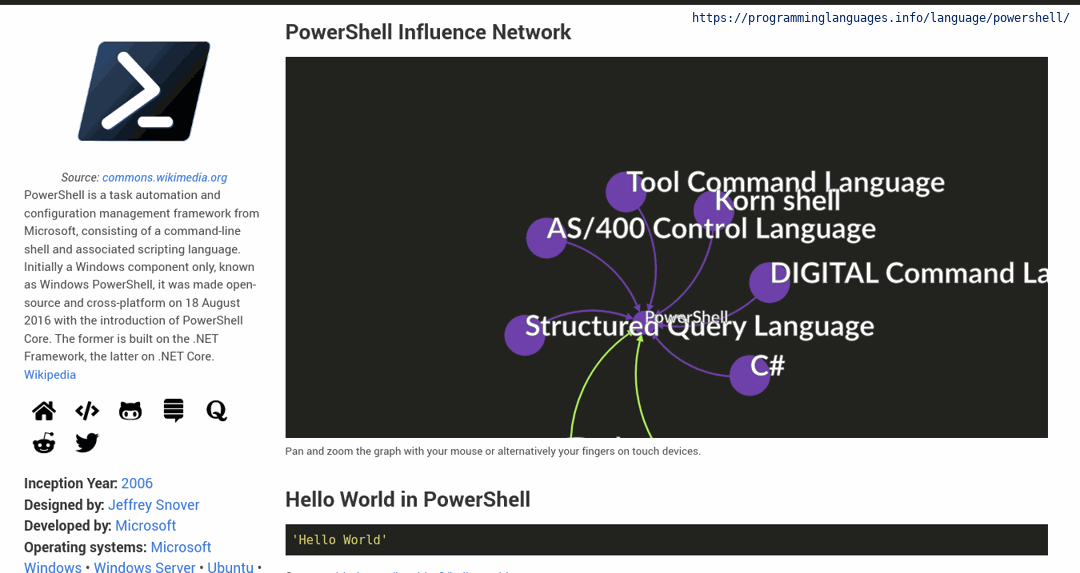 https://programminglanguages.info/language/powershell/
Source: commons.wikimedia.org
PowerShell is a task automation and
configuration management framework from
Microsoft, consisting of a command-line
shell and associated scripting language.
Initially a Windows component only, known
as Windows PowerShell, it was made open-
source and cross-platform on 18 August
2016 with the introduction of PowerShell
Core. The former is built on the .NET
Framework, the latter on .NET Core.
Wikipedia
Inception Year: 2006
Designed by: Jeffrey Snover
Developed by: Microsoft
Operating systems: Microsoft
Windows • Windows Server • Ubuntu •
PowerShell Influence Network
Tool Command Language
Korn shell
AS/400 Control Language
DIGITAL Command La
PowerShell
Structured Query Language
C#
Pan and zoom the graph with your mouse or alternatively your fingers on touch devices.
Hello World in PowerShell
'Hello World'